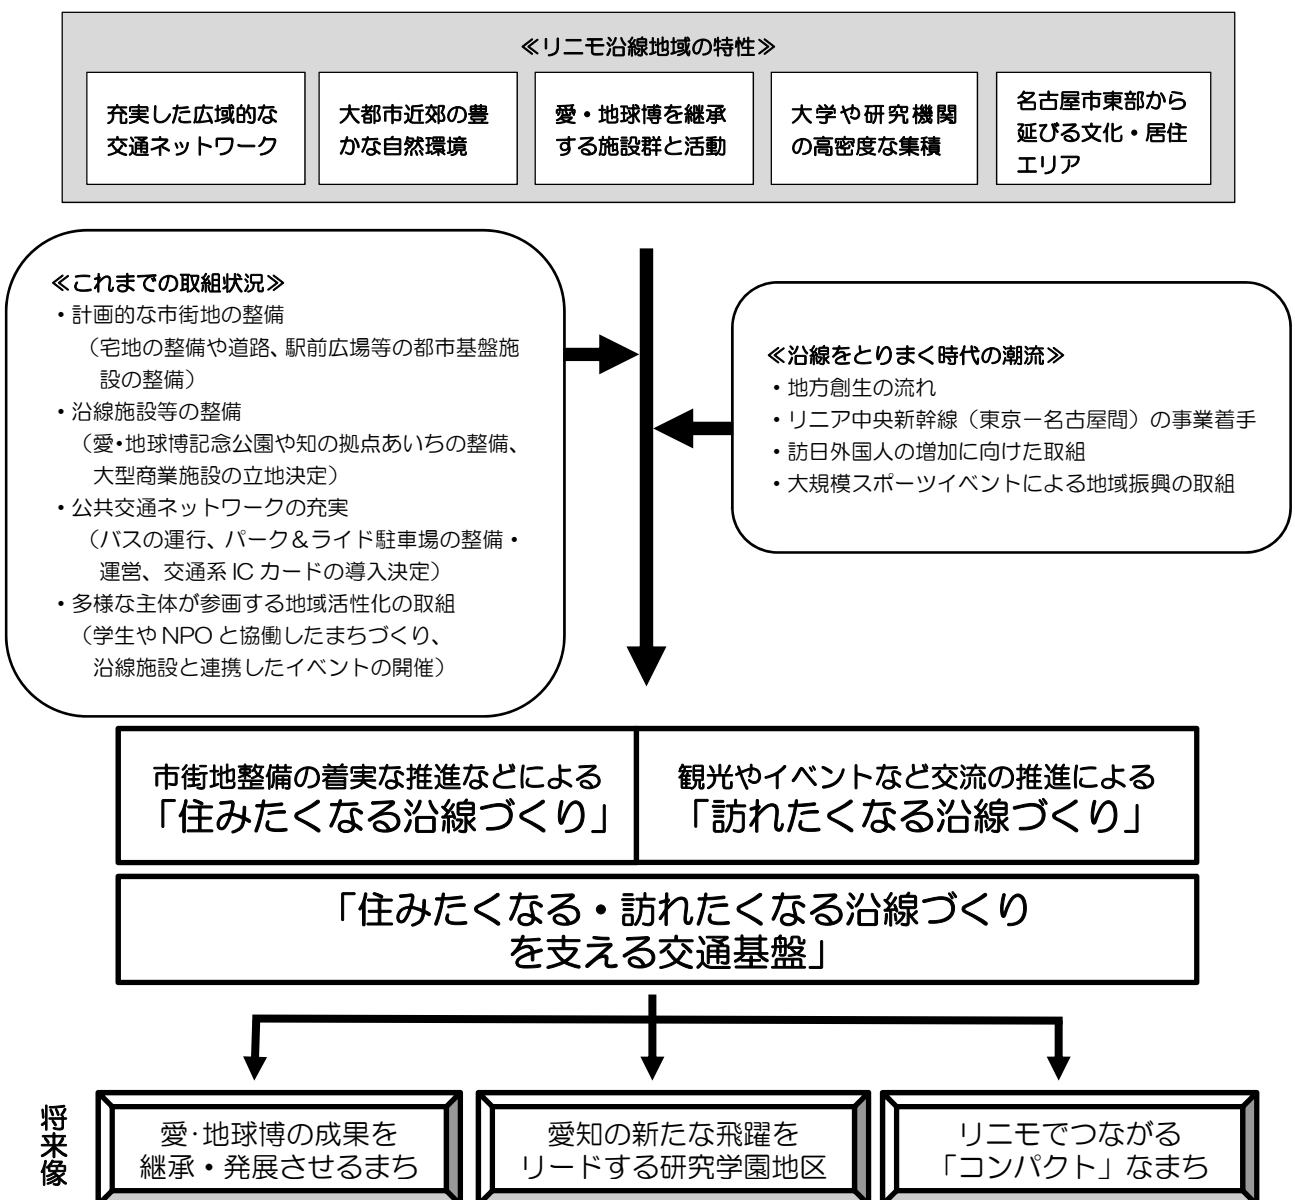 ≪リニモ沿線地域の特性≫
充実した広域的な
交通ネットワーク
大都市近郊の豊
かな自然環境
愛・地球博を継承
する施設群と活動
大学や研究機関
の高密度な集積
名古屋市東部から
延びる文化・居住
エリア
≪これまでの取組状況≫
・計画的な市街地の整備
（宅地の整備や道路、駅前広場等の都市基盤施
設の整備）
・沿線施設等の整備
（愛・地球博記念公園や知の拠点あいちの整備、
大型商業施設の立地決定）
・公共交通ネットワークの充実
（バスの運行、パーク＆ライド駐車場の整備・
運営、交通系 IC カードの導入決定）
・多様な主体が参画する地域活性化の取組
（学生や NPO と協働したまちづくり、
沿線施設と連携したイベントの開催）
≪沿線をとりまく時代の潮流≫
・地方創生の流れ
・リニア中央新幹線（東京－名古屋間）の事業着手
・訪日外国人の増加に向けた取組
・大規模スポーツイベントによる地域振興の取組
市街地整備の着実な推進などによる
「住みたくなる沿線づくり」
観光やイベントなど交流の推進による
「訪れたくなる沿線づくり」
「住みたくなる・訪れたくなる沿線づくり
を支える交通基盤」
将来像
愛・地球博の成果を
継承・発展させるまち
愛知の新たな飛躍を
リードする研究学園地区
リニモでつながる
「コンパクト」なまち